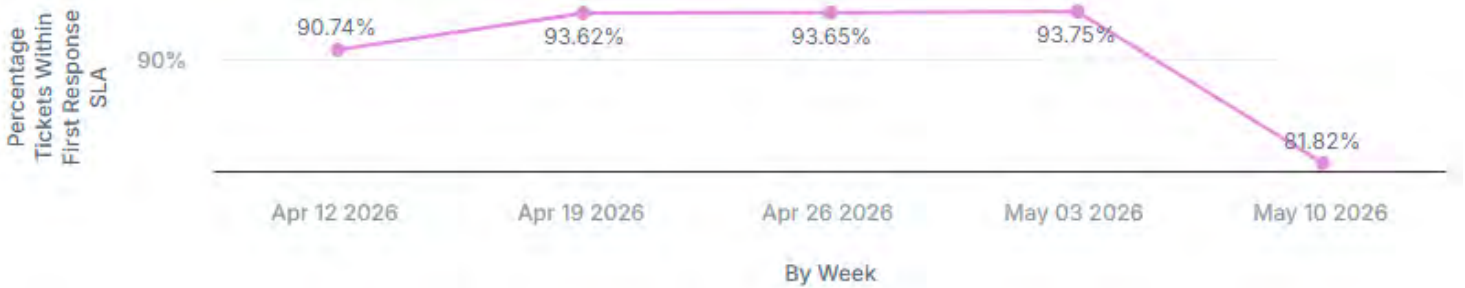 Percentage
Tickets Within
First Response
SLA
90%
90.74%
93.62%
93.65%
93.75%
81.82%
Apr 12 2026
Apr 19 2026
Apr 26 2026
May 03 2026
May 10 2026
By Week